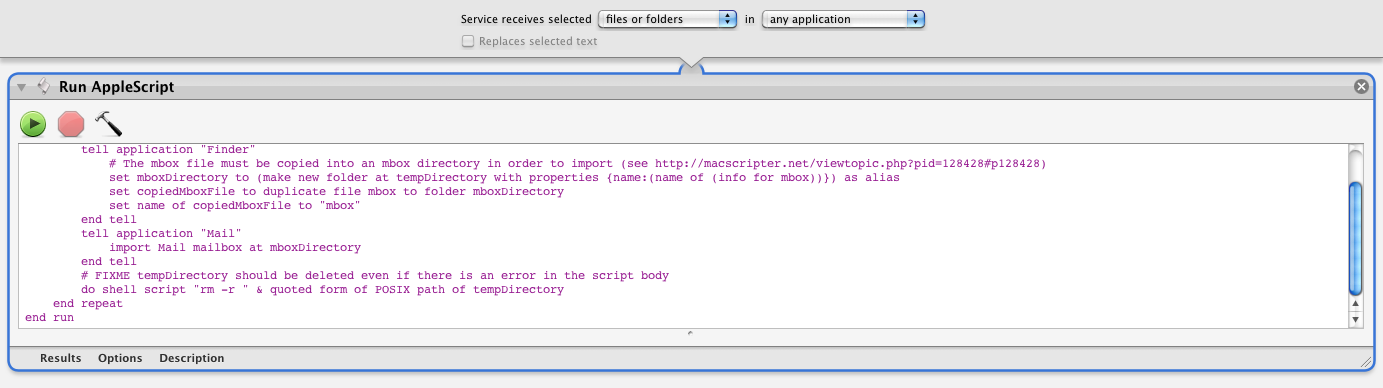 Service receives selected files or folders in any application
Replaces selected text
Run AppleScript
tell application "Finder"
# The mbox file must be copied into an mbox directory in order to import (see http://macscripter.net/viewtopic.php?pid=128428#p128428)
set mboxDirectory to (make new folder at tempDirectory with properties {name:(name of (info for mbox))}) as alias
set copiedMboxFile to duplicate file mbox to folder mboxDirectory
set name of copiedMboxFile to "mbox"
end tell
tell application "Mail"
import Mail mailbox at mboxDirectory
end tell
# FIXME tempDirectory should be deleted even if there is an error in the script body
do shell script "rm -r " & quoted form of POSIX path of tempDirectory
end repeat
end run
Results Options Description